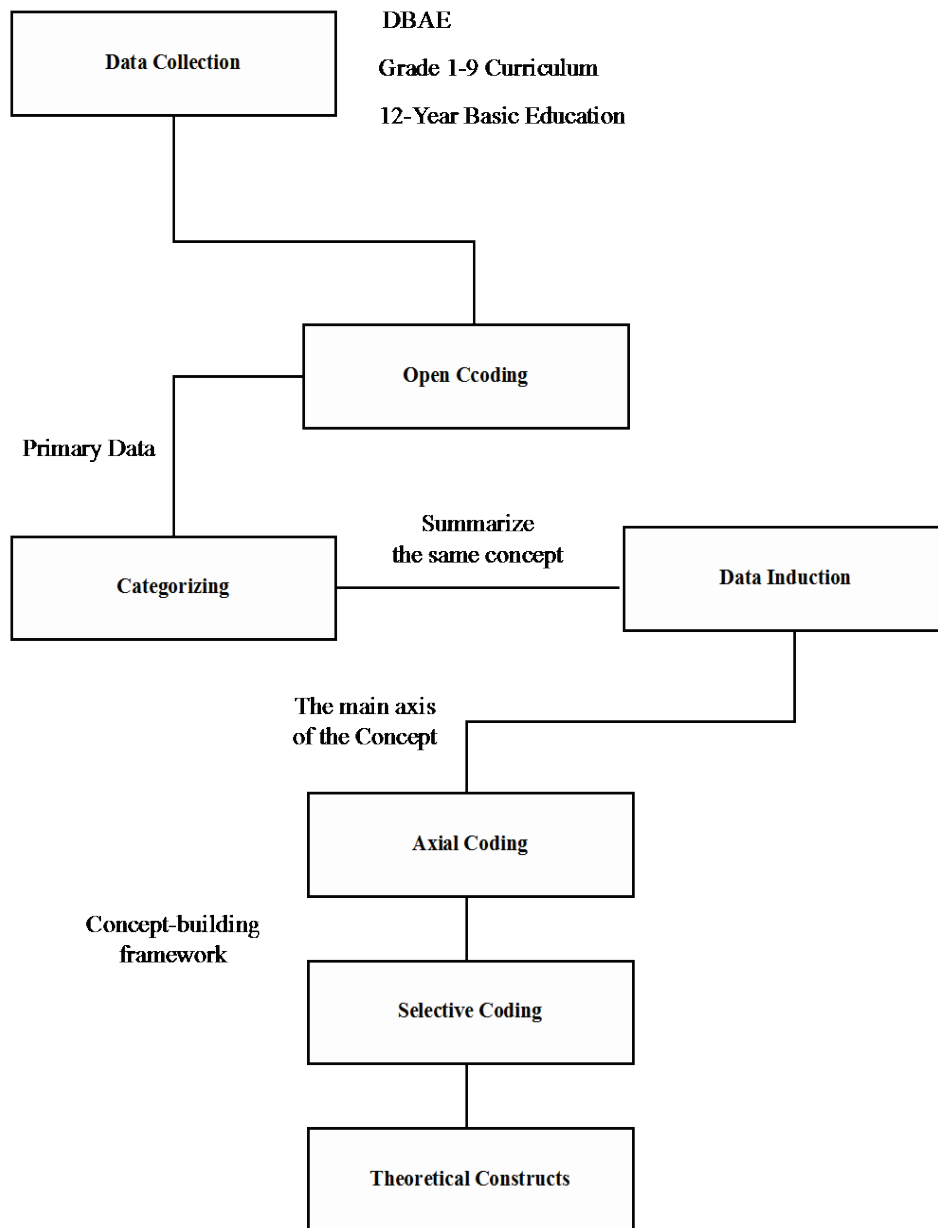 DBAE
Data Collection
Grade 1-9 Curriculum
12-Year Basic Education
Open Ccoding
Primary Data
Summarize
the same concept
Categorizing
Data Induction
The main axis
of the Concept
Axial Coding
Concept-building
framework
Selective Coding
Theoretical Constructs